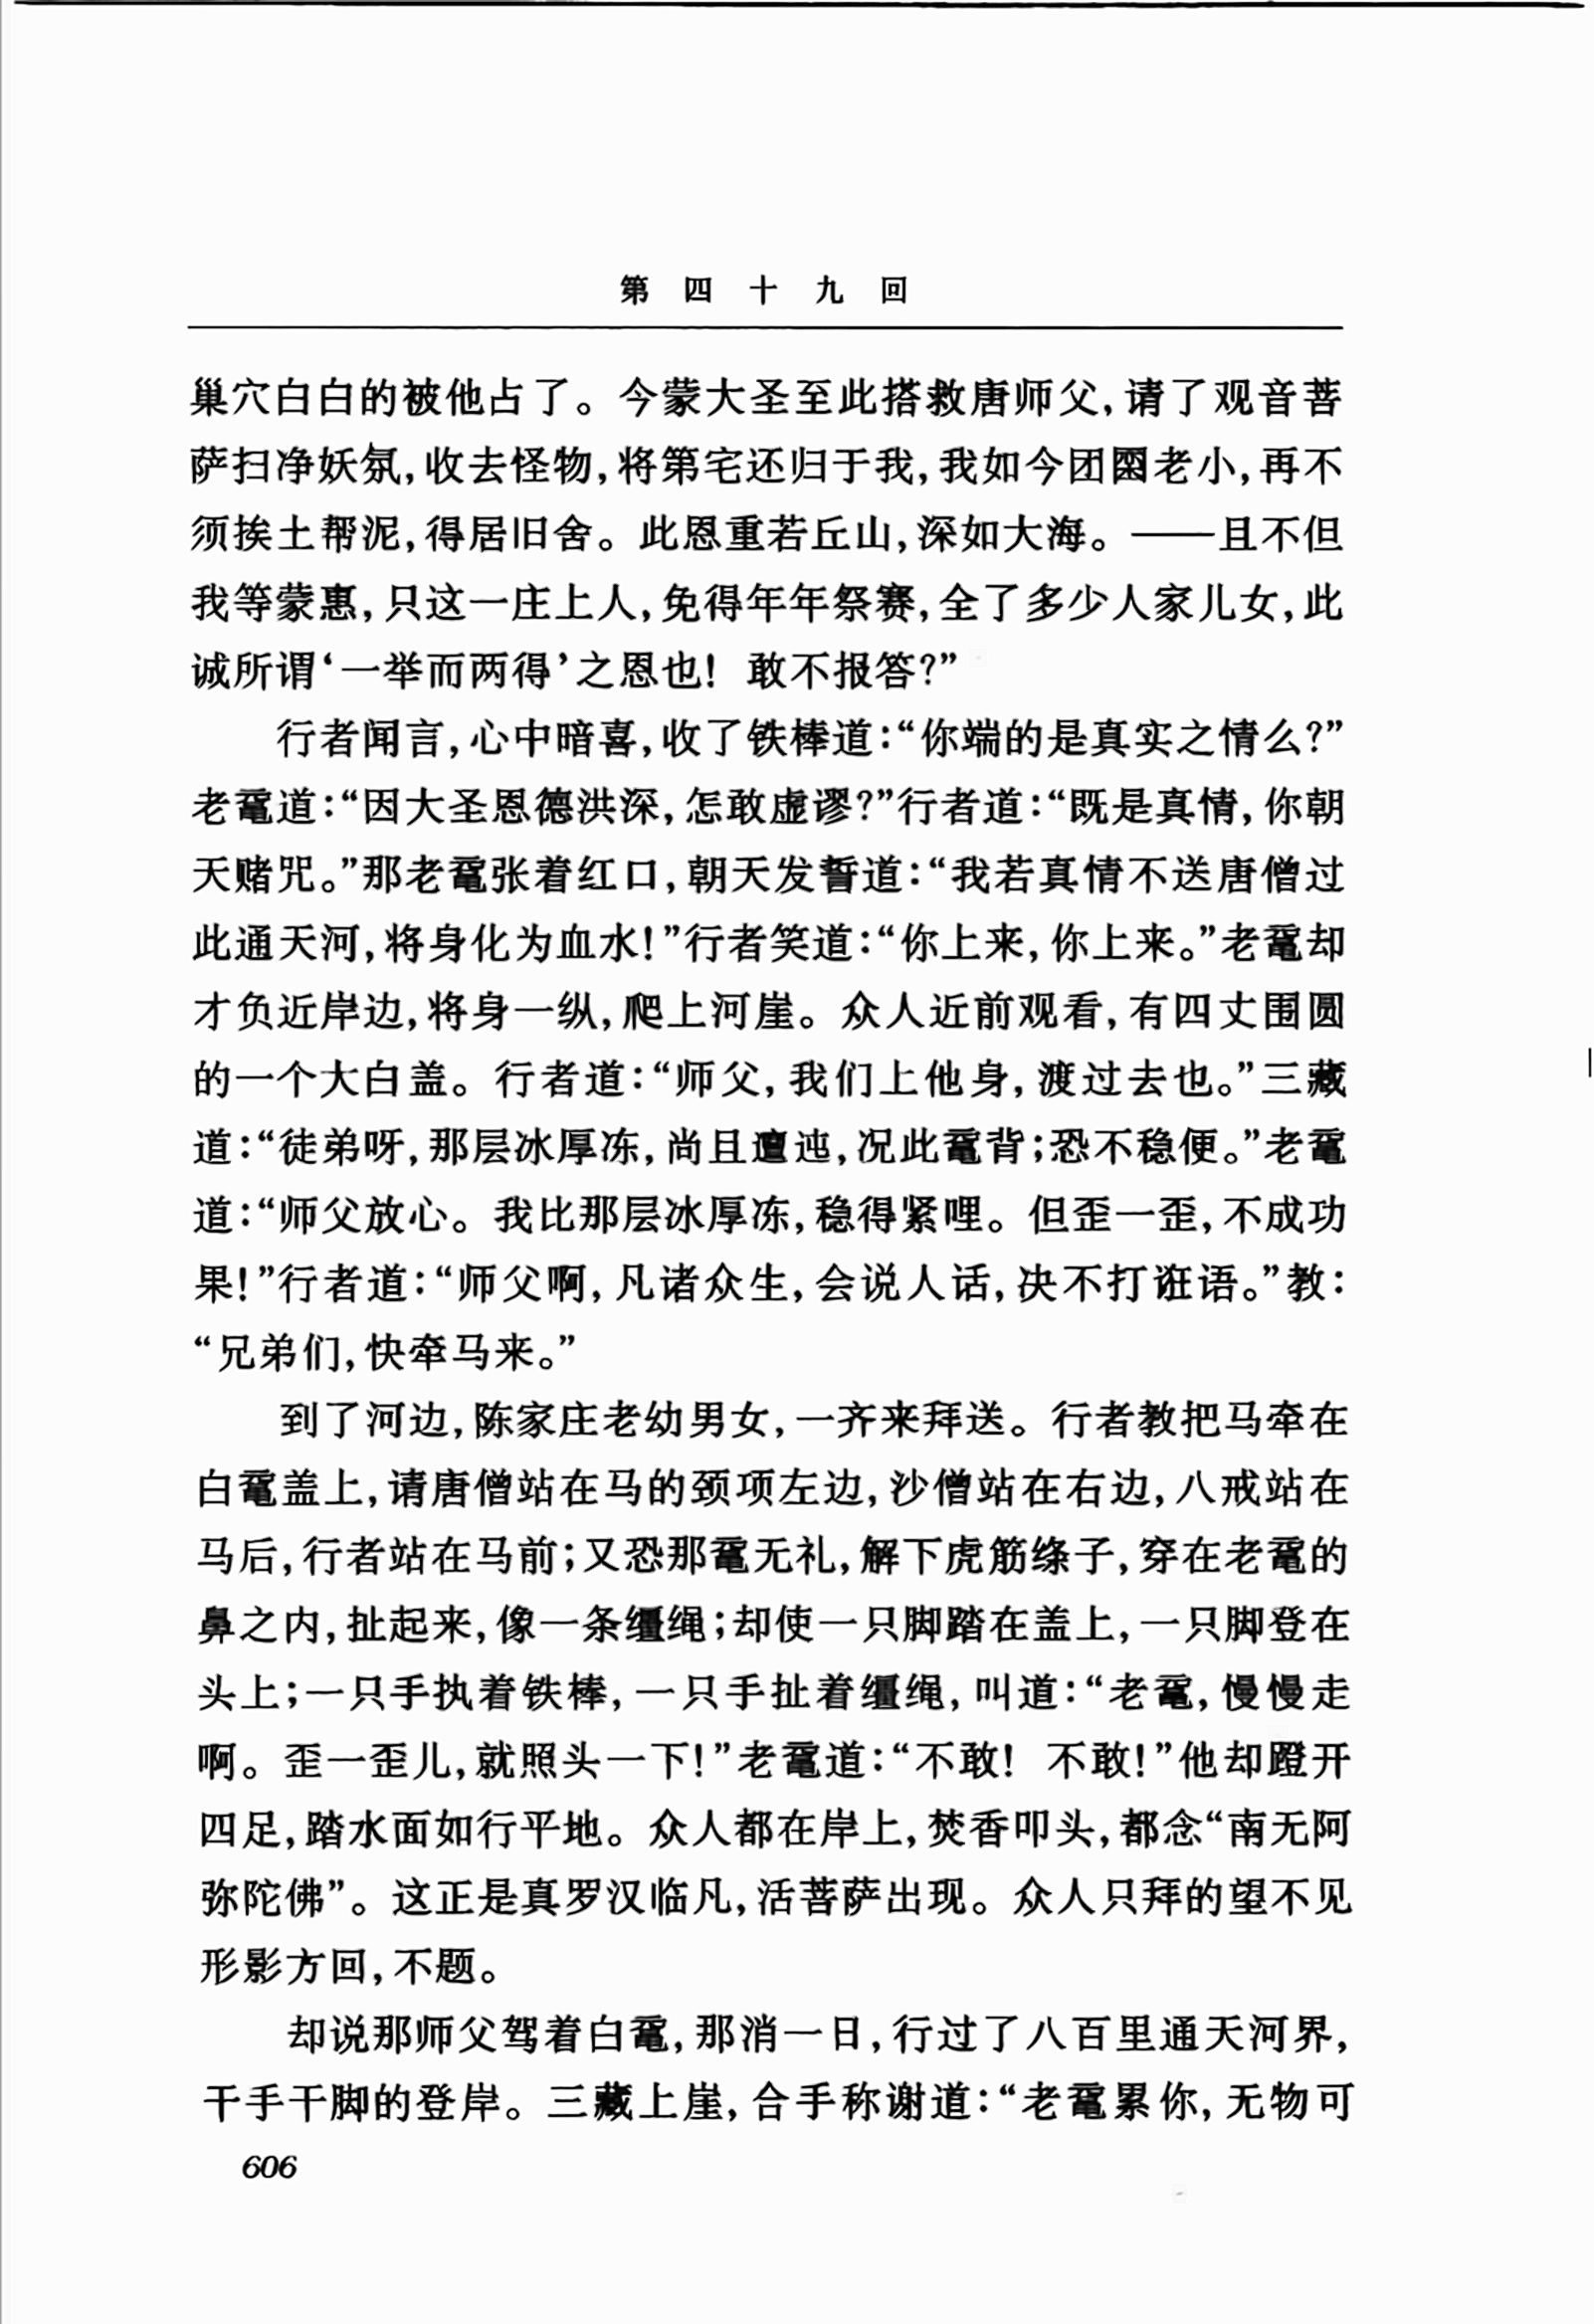 第四十九回
巢穴白白的被他占了。今蒙大圣至此搭救唐师父,请了观音菩
萨扫净妖氛,收去怪物,将第宅还归于我,我如今团圞老小,再不
须挨土帮泥,得居旧舍。此恩重若丘山,深如大海。——且不但
我等蒙惠,只这一庄上人,免得年年祭赛,全了多少人家儿女,此
诚所谓‘一举而两得’之恩也! 敢不报答?”
行者闻言,心中暗喜,收了铁棒道:“你端的是真实之情么?”
老鼋道:“因大圣恩德洪深,怎敢虚谬?”行者道:“既是真情,你朝
天赌咒。”那老鼋张着红口,朝天发誓道:“我若真情不送唐僧过
此通天河,将身化为血水!”行者笑道:“你上来,你上来。”老鼋却
才负近岸边,将身一纵,爬上河崖。众人近前观看,有四丈围圆
的一个大白盖。行者道:“师父,我们上他身,渡过去也。”三藏
道:“徒弟呀,那层冰厚冻,尚且邅迍,况此鼋背;恐不稳便。”老鼋
道:“师父放心。我比那层冰厚冻,稳得紧哩。但歪一歪,不成功
果!”行者道:“师父啊,凡诸众生,会说人话,决不打诳语。”教:
“兄弟们,快牵马来。”
到了河边,陈家庄老幼男女,一齐来拜送。行者教把马牵在
白鼋盖上,请唐僧站在马的颈项左边,沙僧站在右边,八戒站在
马后,行者站在马前;又恐那鼋无礼,解下虎筋绦子,穿在老鼋的
鼻之内,扯起来,像一条缰绳;却使一只脚踏在盖上,一只脚登在
头上;一只手执着铁棒,一只手扯着缰绳,叫道:“老鼋,慢慢走
啊。歪一歪儿,就照头一下!”老鼋道:“不敢! 不敢!”他却蹬开
四足,踏水面如行平地。众人都在岸上,焚香叩头,都念“南无阿
弥陀佛”。这正是真罗汉临凡,活菩萨出现。众人只拜的望不见
形影方回,不题。
却说那师父驾着白鼋,那消一日,行过了八百里通天河界,
干手干脚的登岸。三藏上崖,合手称谢道:“老鼋累你,无物可
606